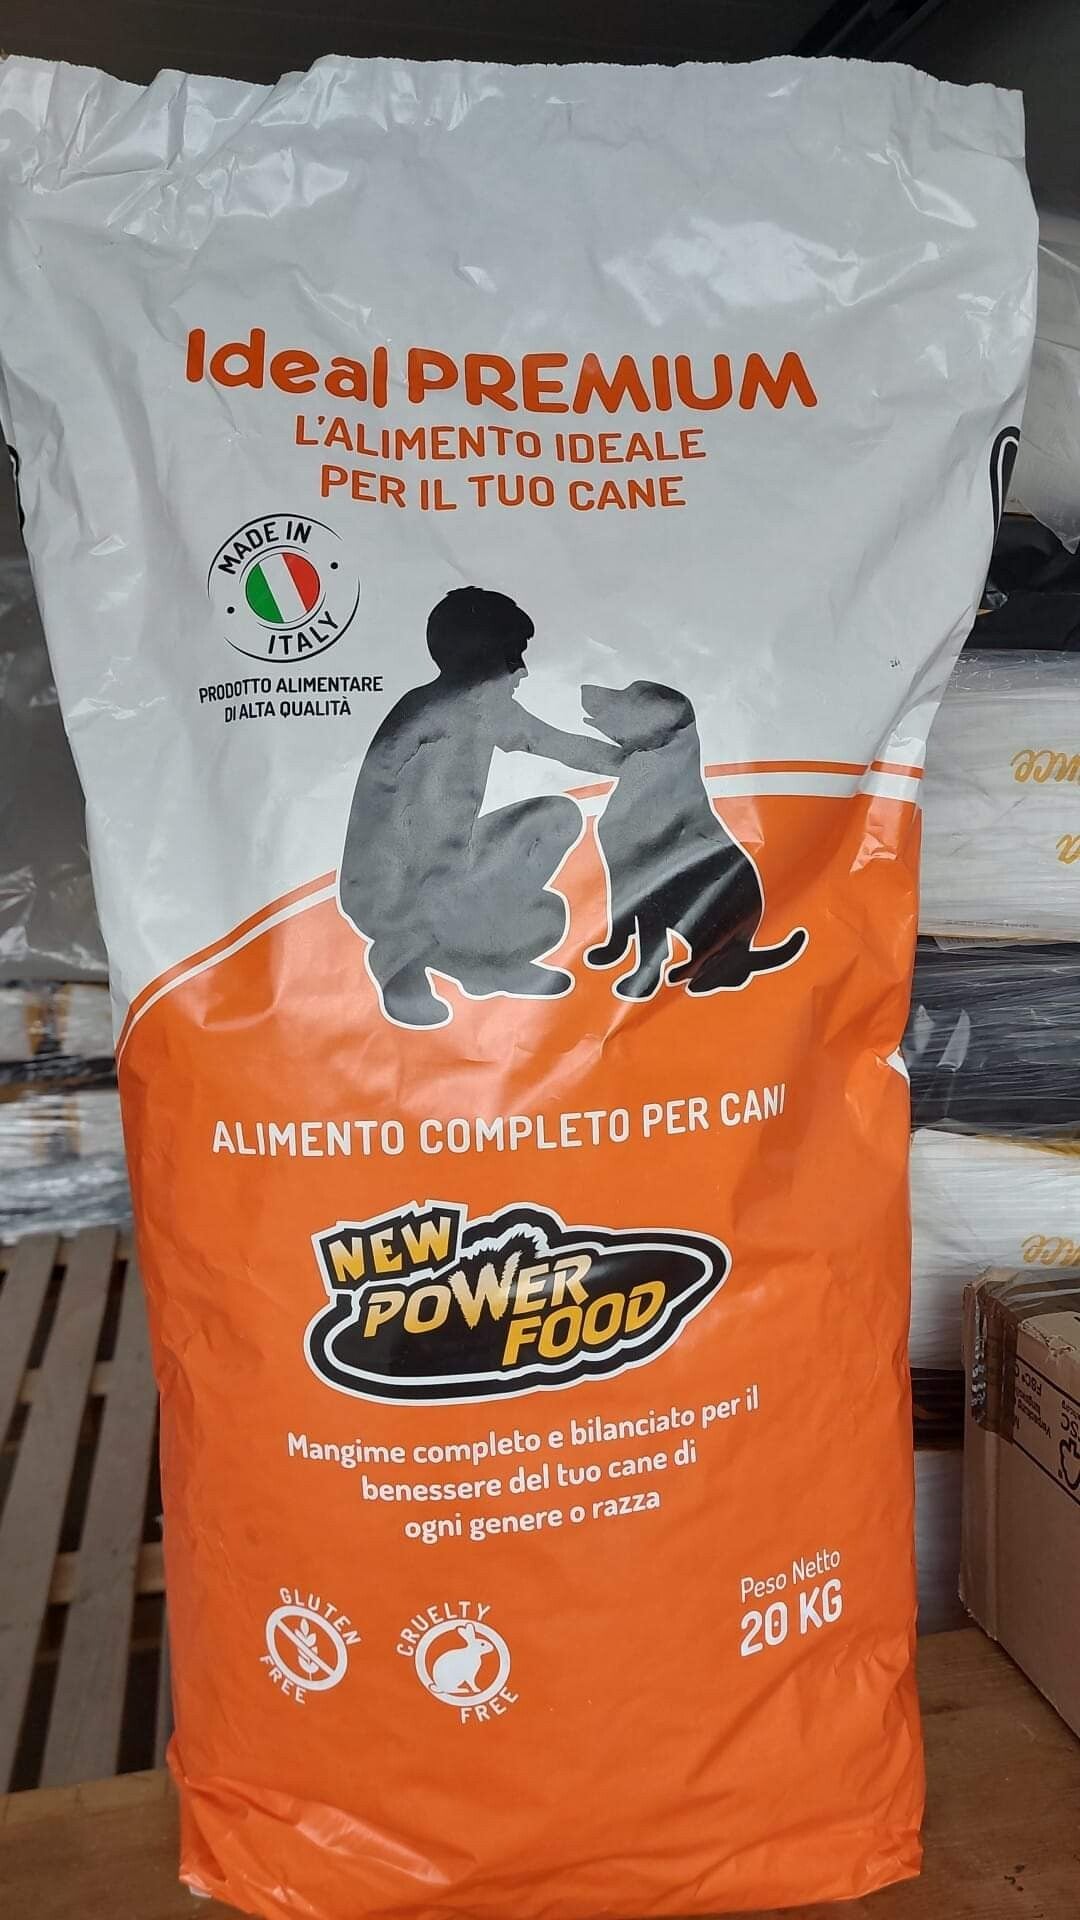 Ideal PREMIUM
L'ALIMENTO IDEALE
PER IL TUO CANE
MADE IN
ITALY
PRODOTTO ALIMENTARE
DI ALTA QUALITÀ
ALIMENTO COMPLETO PER CANI
NEW
POWER
FOOD
Mangime completo e bilanciato per il
benessere del tuo cane di
ogni genere o razza
GLUTEN
FREE
CRUELTY
FREE
Peso Netto
20 KG